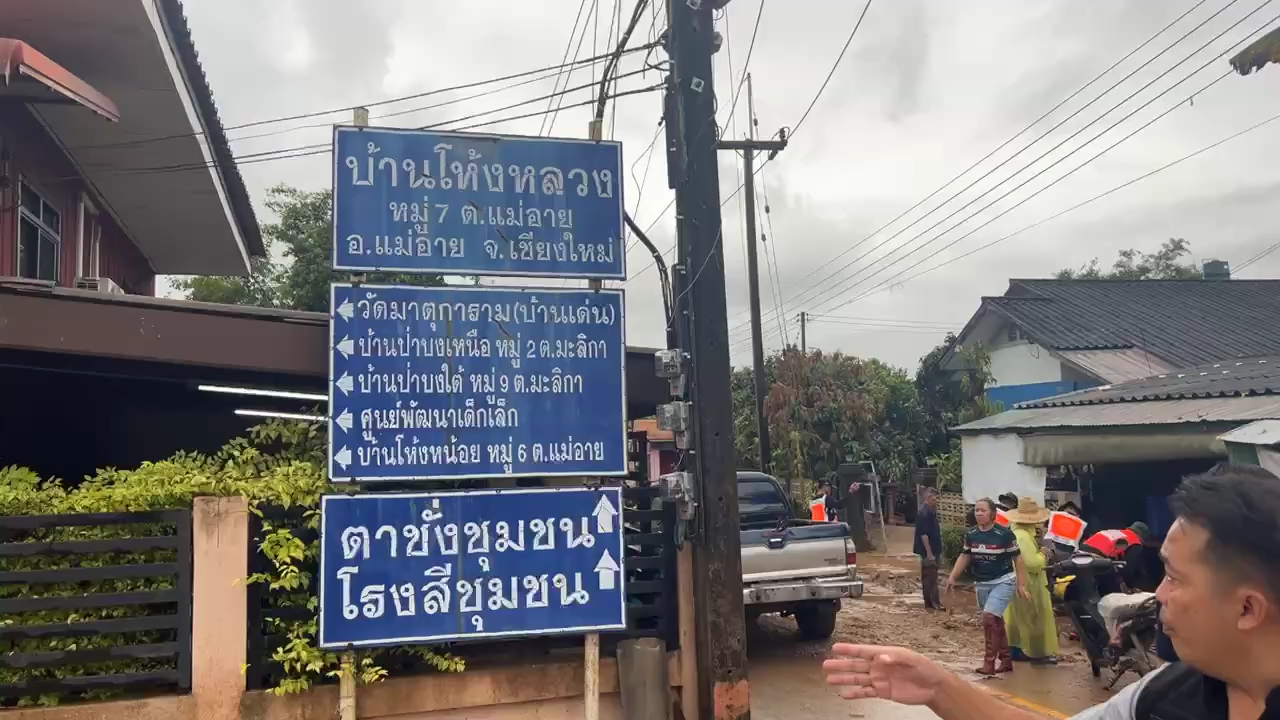 บ้านโห้งหลวง
หมู่ 7 ต.แม่อาย
อ.แม่อาย จ.เชียงใหม่
วัดมาตุการาม(บ้านเด่น)
บ้านป่าบงเหนือ หมู่ 2 ต.มะลิกา
บ้านป่าบงใต้ หมู่ 9 ต.มะลิกา
ศูนย์พัฒนาเด็กเล็ก
บ้านโห้งหน้อย หมู่ 6 ต.แม่อาย
ตาชั่งชุมชน
โรงสีชุมชน